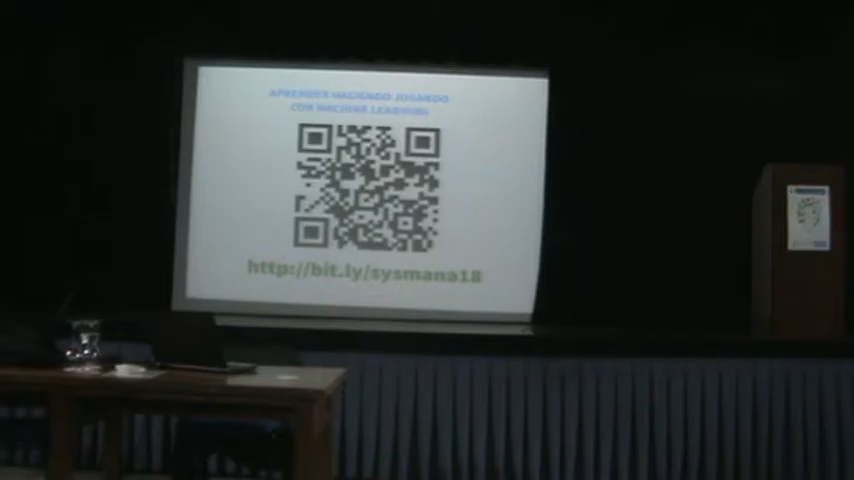 APRENDER HACIENDO JUGANDO
CON MACHINE LEARNING
http://bit.ly/sysmana18